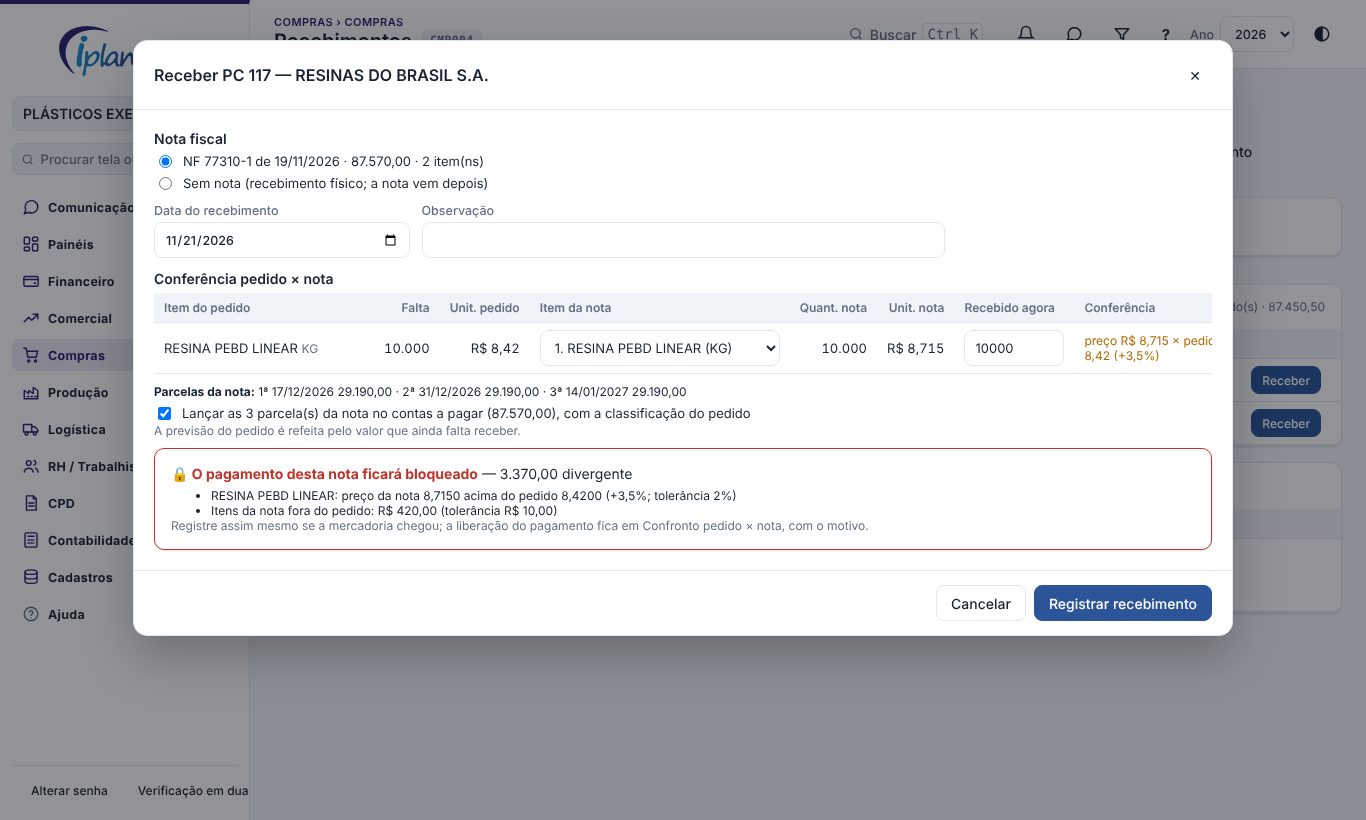 COMPRAS › COMPRAS
Recebimentos CMP004
Buscar Ctrl K
Ano 2026
iplan
PLÁSTICOS EXE
Procurar tela o
Comunicação
Painéis
Financeiro
Comercial
Compras
Produção
Logística
RH / Trabalhis
CPD
Contabilidade
Cadastros
Ajuda
Alterar senha
Verificação em dua
Receber PC 117 — RESINAS DO BRASIL S.A.
×
Nota fiscal
NF 77310-1 de 19/11/2026 · 87.570,00 · 2 item(ns)
Sem nota (recebimento físico; a nota vem depois)
Data do recebimento Observação
11/21/2026
Conferência pedido × nota
Item do pedido Falta Unit. pedido Item da nota Quant. nota Unit. nota Recebido agora Conferência
RESINA PEBD LINEAR KG 10.000 R$ 8,42 1. RESINA PEBD LINEAR (KG) 10.000 R$ 8,715 10000 preço R$ 8,715 × pedid
8,42 (+3,5%)
Parcelas da nota: 1ª 17/12/2026 29.190,00 · 2ª 31/12/2026 29.190,00 · 3ª 14/01/2027 29.190,00
Lançar as 3 parcela(s) da nota no contas a pagar (87.570,00), com a classificação do pedido
A previsão do pedido é refeita pelo valor que ainda falta receber.
🔒 O pagamento desta nota ficará bloqueado — 3.370,00 divergente
• RESINA PEBD LINEAR: preço da nota 8,7150 acima do pedido 8,4200 (+3,5%; tolerância 2%)
• Itens da nota fora do pedido: R$ 420,00 (tolerância R$ 10,00)
Registre assim mesmo se a mercadoria chegou; a liberação do pagamento fica em Confronto pedido × nota, com o motivo.
Cancelar Registrar recebimento
nto
do(s) · 87.450,50
Receber
Receber